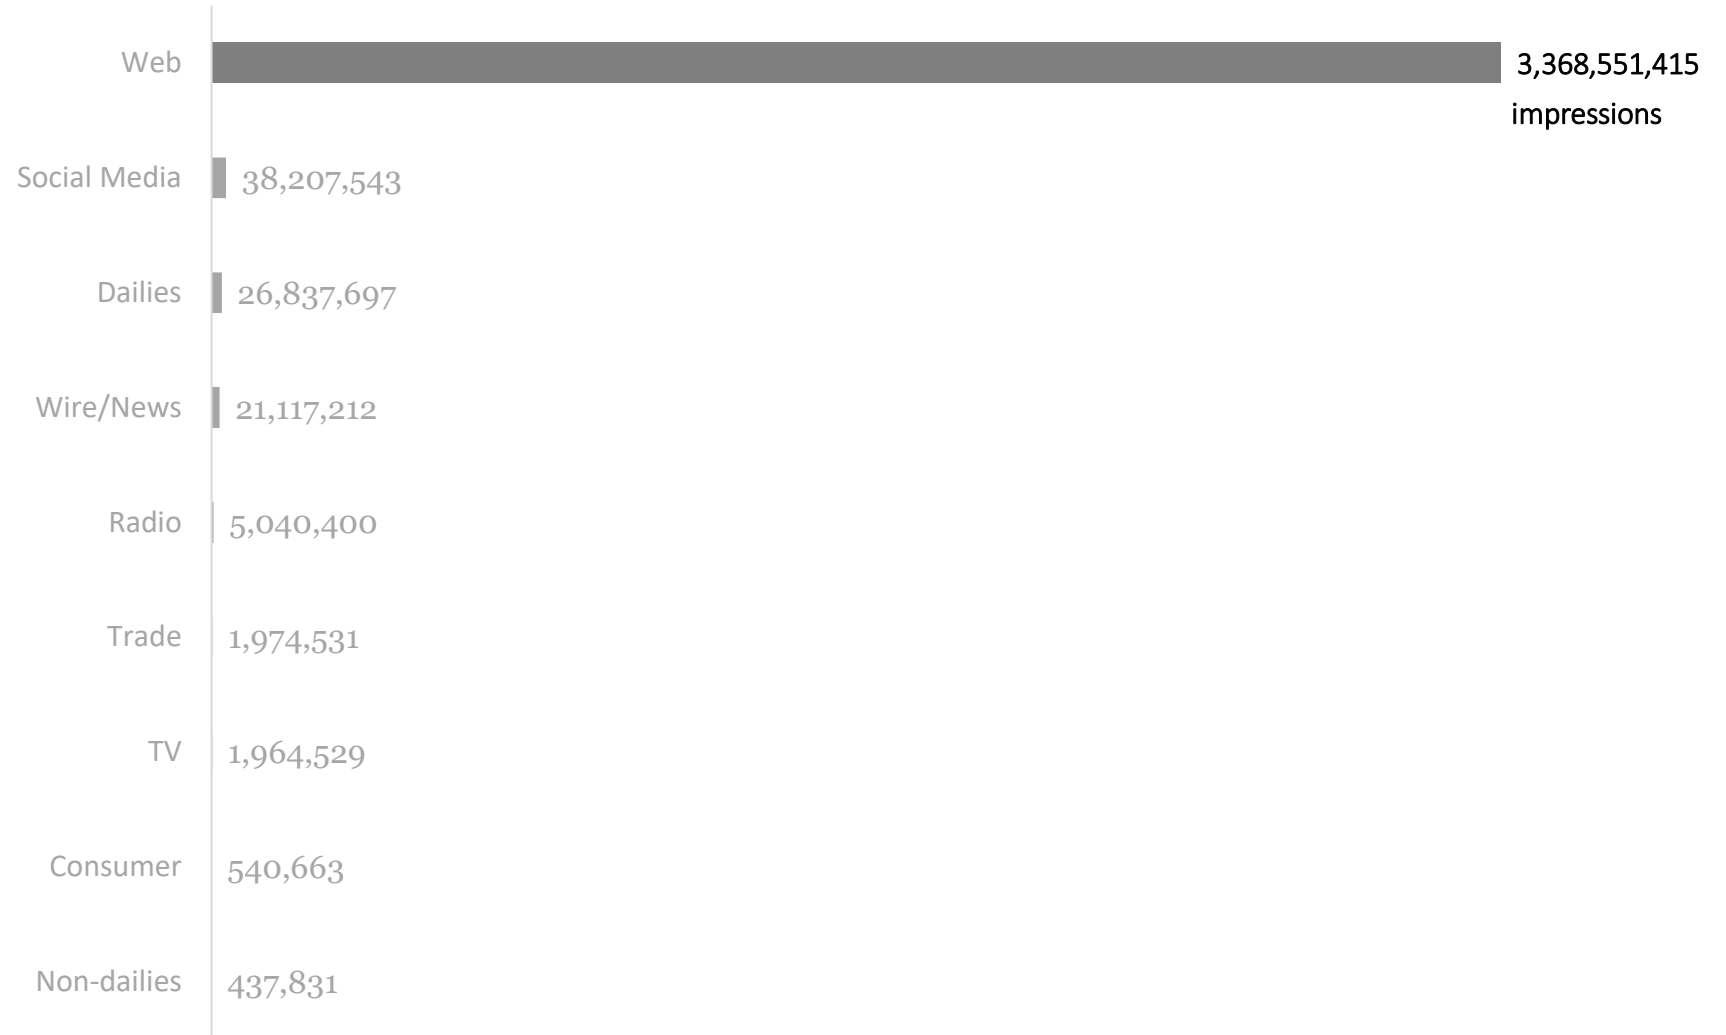 Web 3,368,551,415
impressions
Social Media 38,207,543
Dailies 26,837,697
Wire/News 21,117,212
Radio 5,040,400
Trade 1,974,531
TV 1,964,529
Consumer 540,663
Non-dailies 437,831